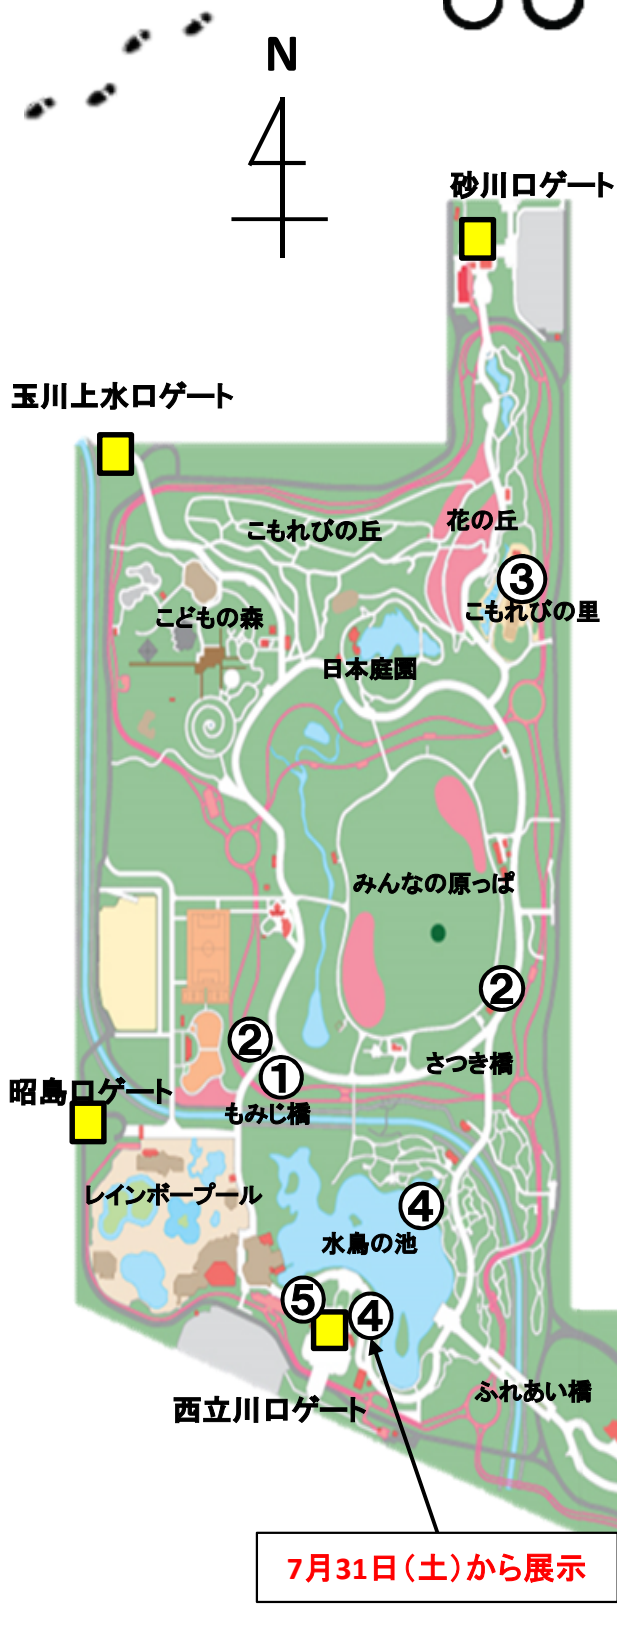 N
砂川口ゲート
玉川上水口ゲート
こもれびの丘
花の丘
③
こもれびの里
こどもの森
日本庭園
みんなの原っぱ
②
②
さつき橋
①
昭島口ゲート
もみじ橋
レインボープール
④
水鳥の池
⑤
④
ふれあい橋
西立川口ゲート
7月31日(土)から展示